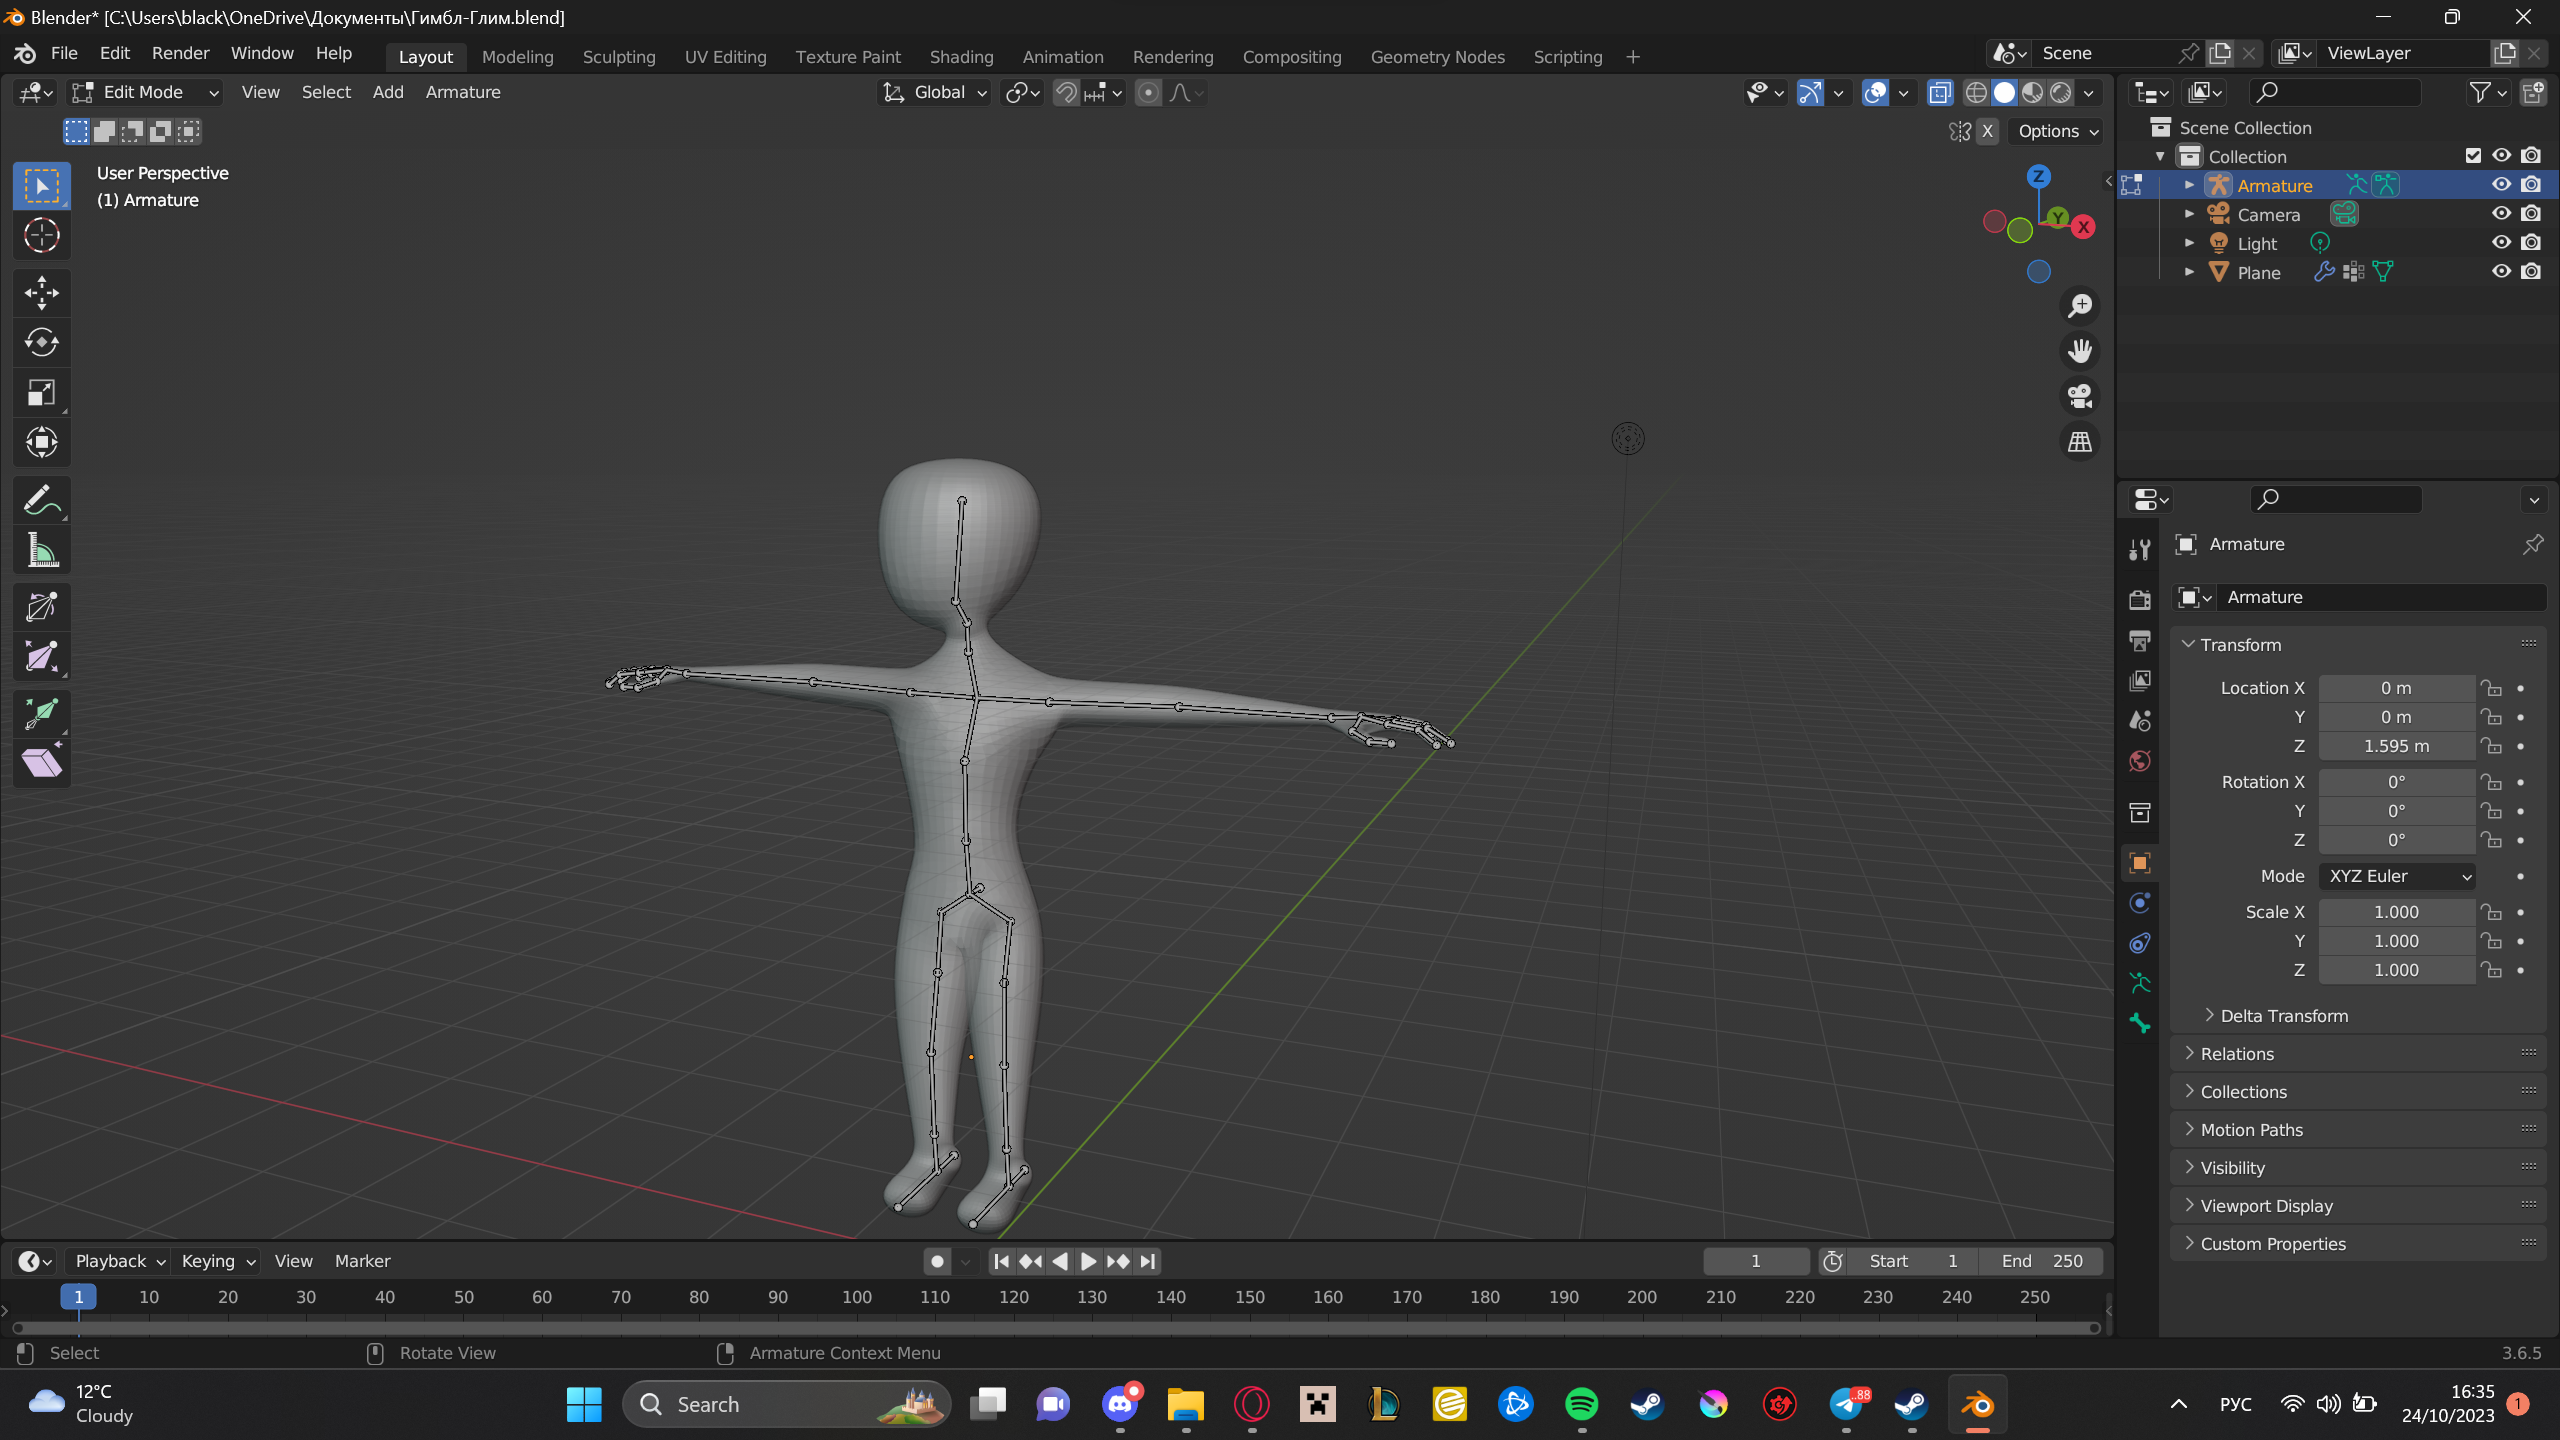 Blender* [C:\Users\black\OneDrive\Документы\Гимбл-Глим.blend]
File Edit Render Window Help Layout Modeling Sculpting UV Editing Texture Paint Shading Animation Rendering Compositing Geometry Nodes Scripting + Scene ViewLayer
Edit Mode View Select Add Armature Global
X Options
User Perspective
(1) Armature
Z
Y
X
Scene Collection
Collection
Armature
Camera
Light
Plane
Armature
Armature
Transform
Location X 0 m
Y 0 m
Z 1.595 m
Rotation X 0°
Y 0°
Z 0°
Mode XYZ Euler
Scale X 1.000
Y 1.000
Z 1.000
Delta Transform
Relations
Collections
Motion Paths
Visibility
Viewport Display
Custom Properties
Playback Keying View Marker 1 Start 1 End 250
1 10 20 30 40 50 60 70 80 90 100 110 120 130 140 150 160 170 180 190 200 210 220 230 240 250
Select Rotate View Armature Context Menu 3.6.5
12°C
Cloudy
Search
..88
РУС
16:35
24/10/2023
1